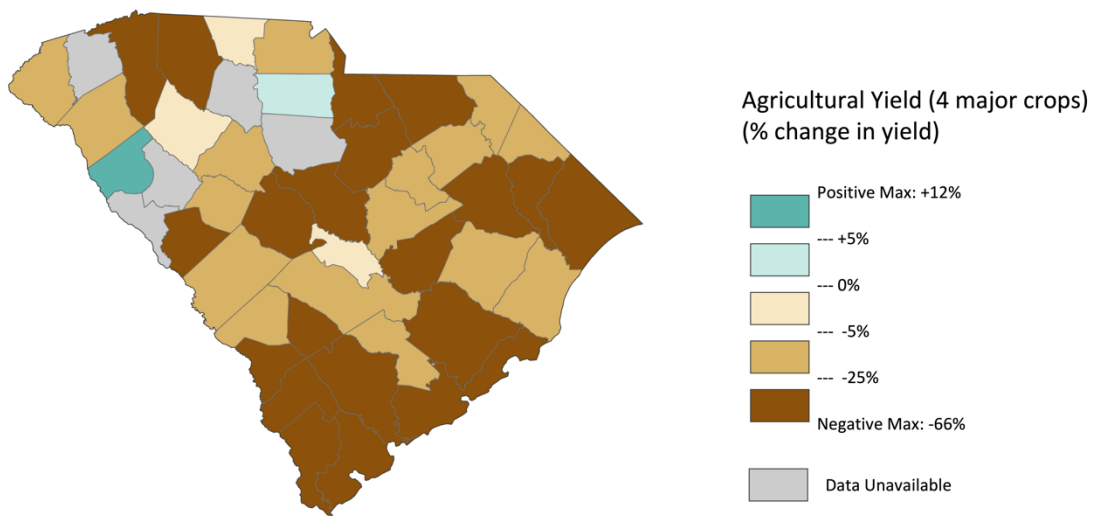 Agricultural Yield (4 major crops)
(% change in yield)
Positive Max: +12%
--- +5%
--- 0%
--- -5%
--- -25%
Negative Max: -66%
Data Unavailable